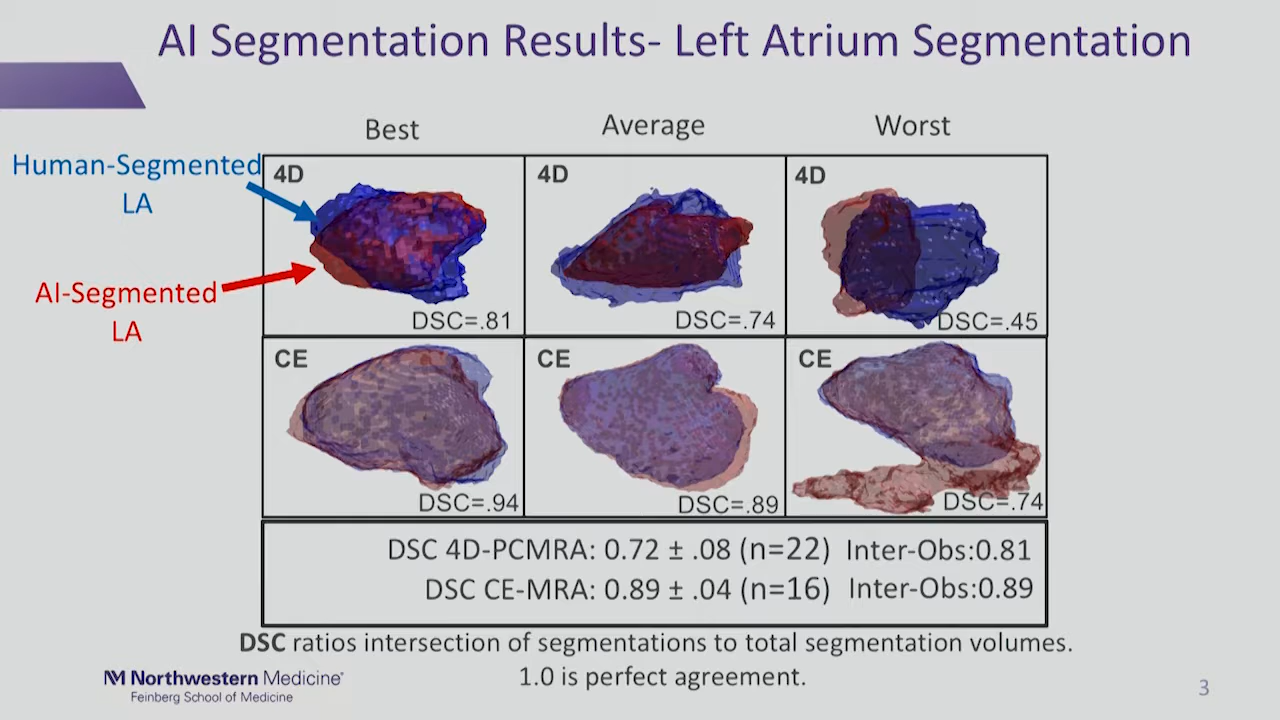 AI Segmentation Results- Left Atrium Segmentation
Best
Average
Worst
Human-Segmented
LA
AI-Segmented
LA
4D
DSC=.81
4D
DSC=.74
4D
DSC=.45
CE
DSC=.94
CE
DSC=.89
CE
DSC=.74
DSC 4D-PCMRA: 0.72 ± .08 (n=22) Inter-Obs:0.81
DSC CE-MRA: 0.89 ± .04 (n=16) Inter-Obs:0.89
DSC ratios intersection of segmentations to total segmentation volumes.
1.0 is perfect agreement.
Northwestern Medicine®
Feinberg School of Medicine
3